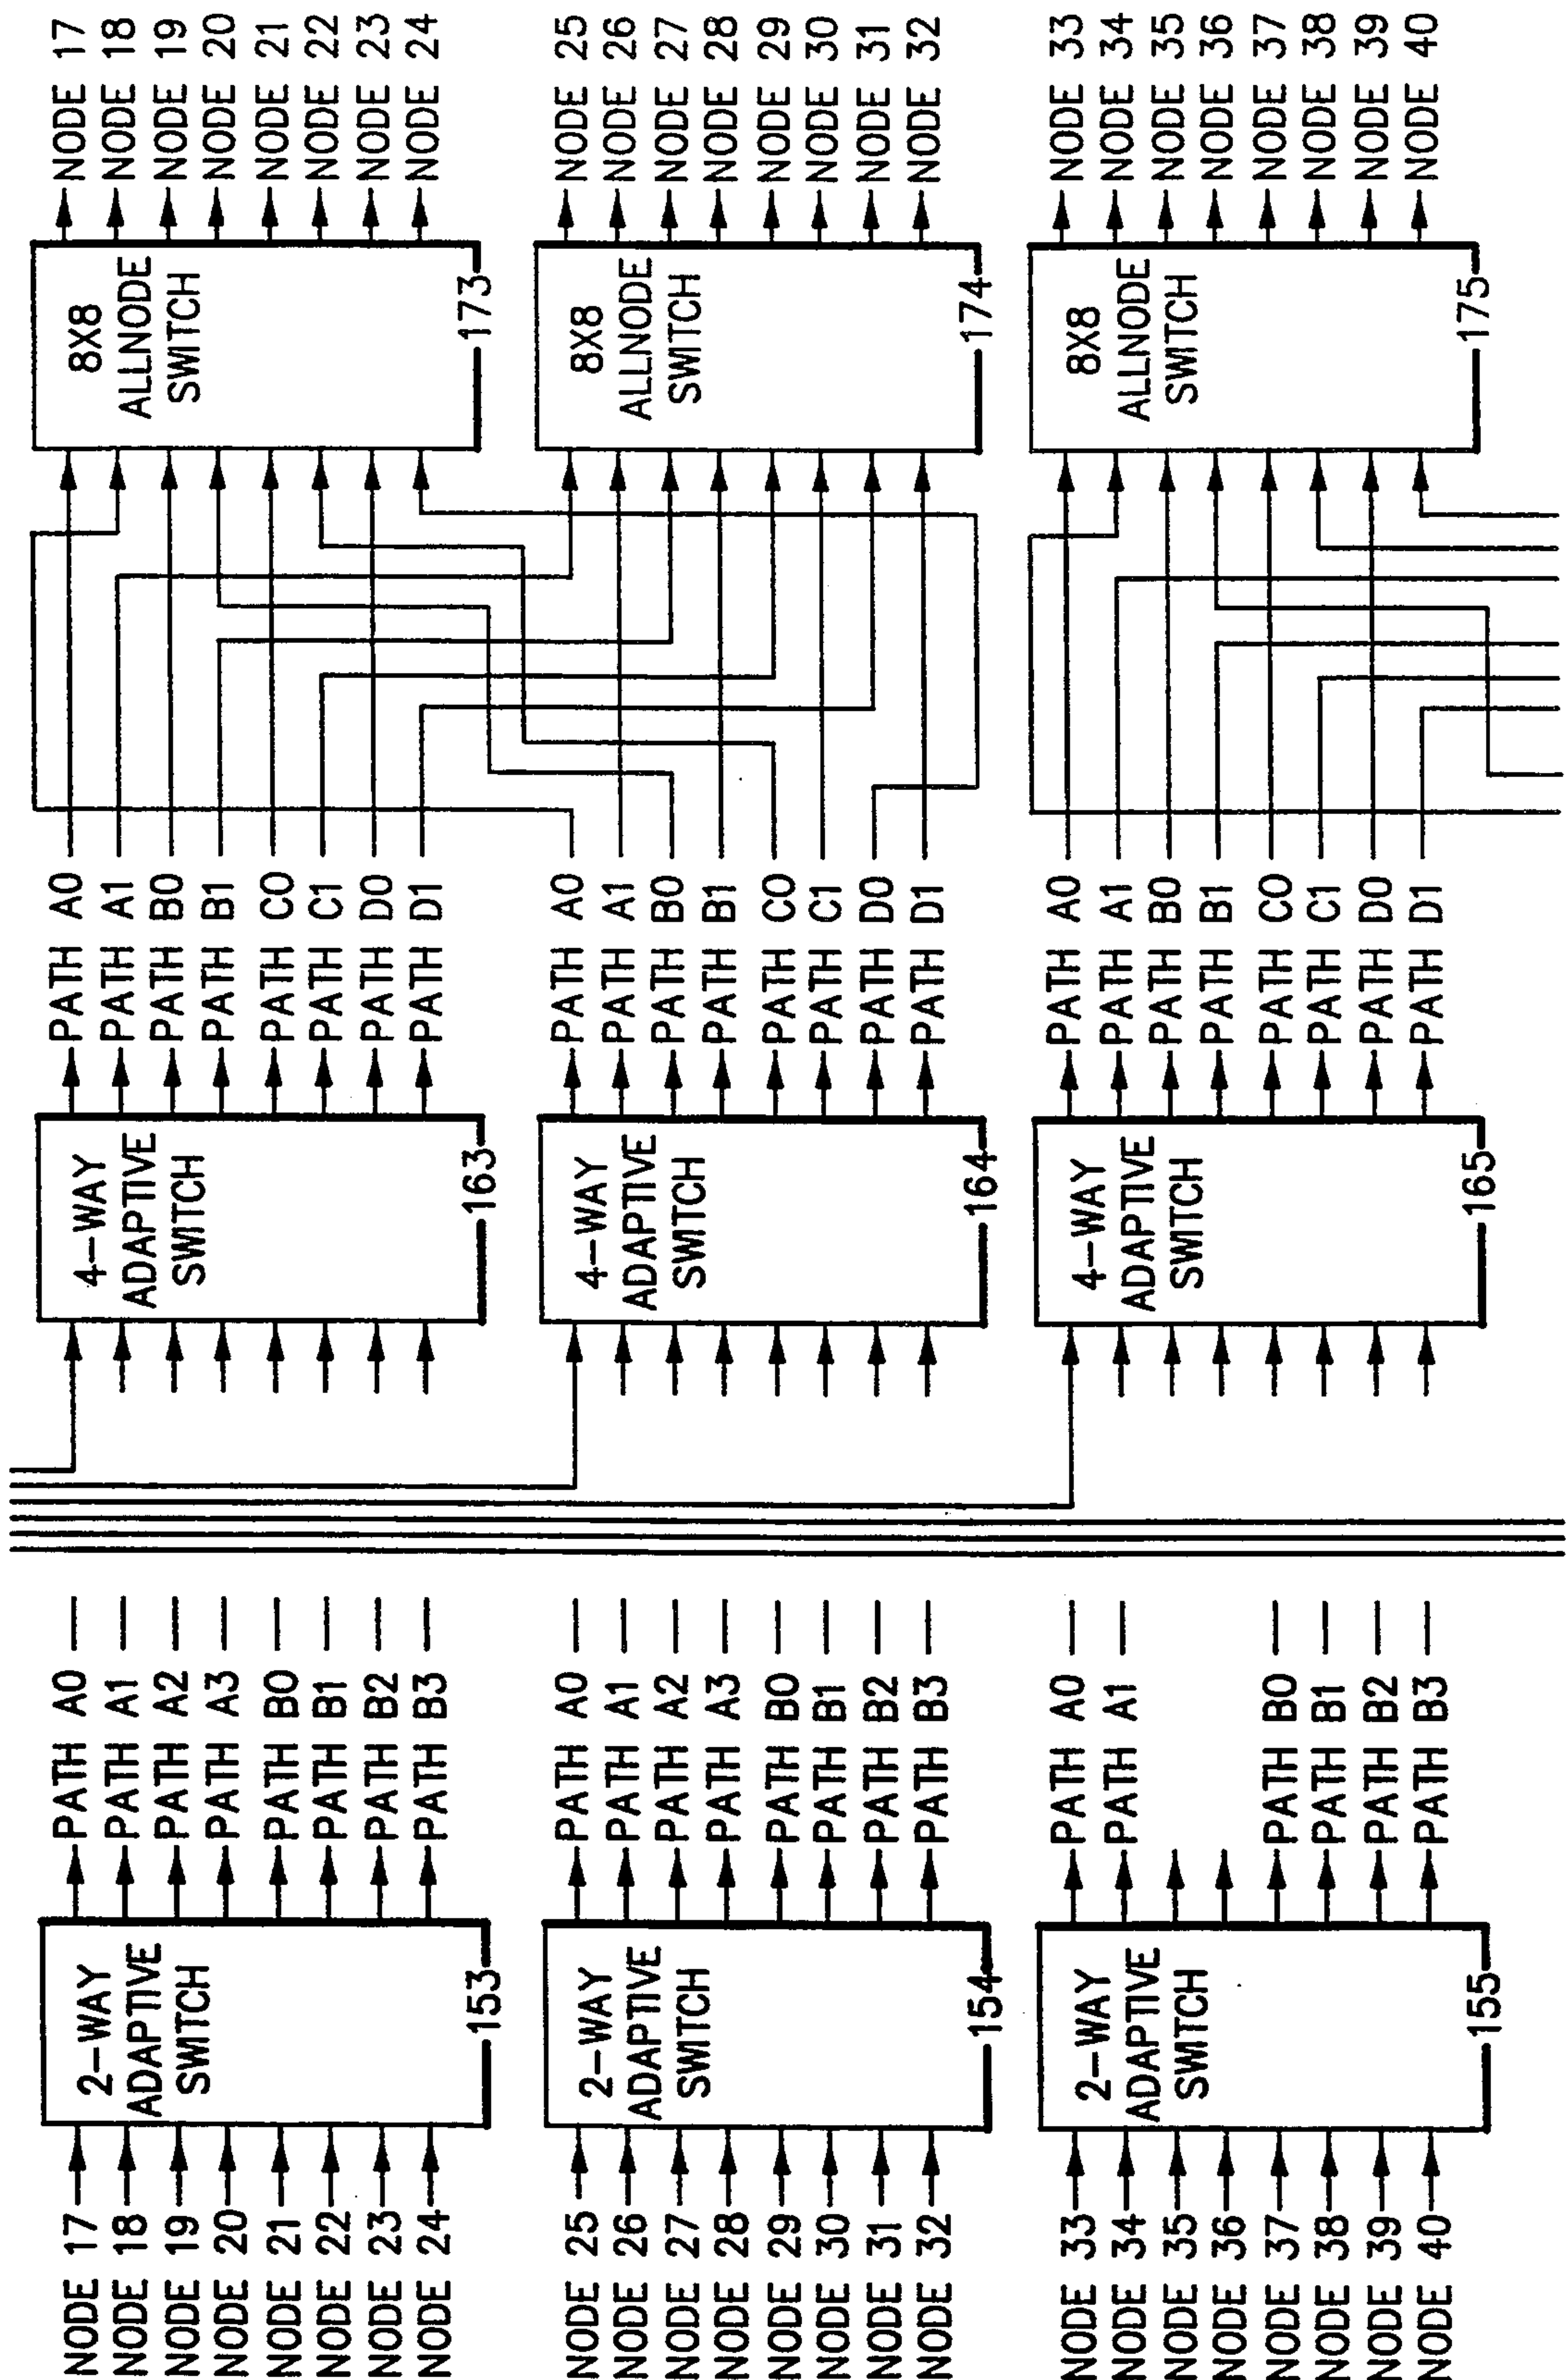 NODE 17
NODE 18
NODE 19
NODE 20
NODE 21
NODE 22
NODE 23
NODE 24
2-WAY
ADAPTIVE
SWITCH
153
PATH A0
PATH A1
PATH A2
PATH A3
PATH B0
PATH B1
PATH B2
PATH B3
4-WAY
ADAPTIVE
SWITCH
163
PATH A0
PATH A1
PATH B0
PATH B1
PATH C0
PATH C1
PATH D0
PATH D1
8X8
ALLNODE
SWITCH
173
NODE 17
NODE 18
NODE 19
NODE 20
NODE 21
NODE 22
NODE 23
NODE 24
NODE 25
NODE 26
NODE 27
NODE 28
NODE 29
NODE 30
NODE 31
NODE 32
2-WAY
ADAPTIVE
SWITCH
154
PATH A0
PATH A1
PATH A2
PATH A3
PATH B0
PATH B1
PATH B2
PATH B3
4-WAY
ADAPTIVE
SWITCH
164
PATH A0
PATH A1
PATH B0
PATH B1
PATH C0
PATH C1
PATH D0
PATH D1
8X8
ALLNODE
SWITCH
174
NODE 25
NODE 26
NODE 27
NODE 28
NODE 29
NODE 30
NODE 31
NODE 32
NODE 33
NODE 34
NODE 35
NODE 36
NODE 37
NODE 38
NODE 39
NODE 40
2-WAY
ADAPTIVE
SWITCH
155
PATH A0
PATH A1
PATH B0
PATH B1
PATH B2
PATH B3
4-WAY
ADAPTIVE
SWITCH
165
PATH A0
PATH A1
PATH B0
PATH B1
PATH C0
PATH C1
PATH D0
PATH D1
8X8
ALLNODE
SWITCH
175
NODE 33
NODE 34
NODE 35
NODE 36
NODE 37
NODE 38
NODE 39
NODE 40